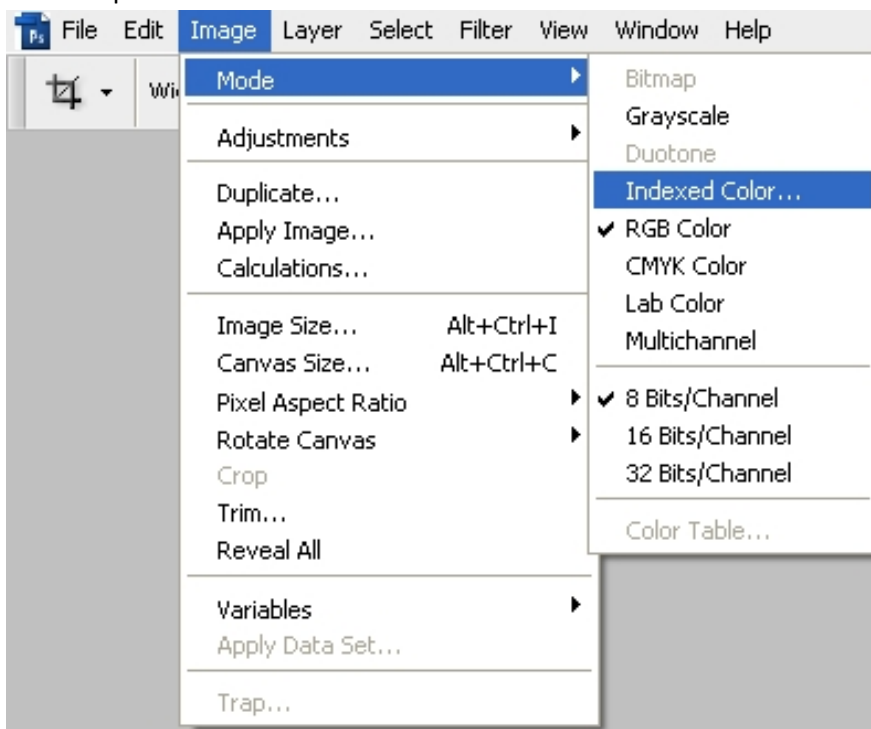 Ps File Edit Image Layer Select Filter View Window Help
Mode
Adjustments
Duplicate...
Apply Image...
Calculations...
Image Size... Alt+Ctrl+I
Canvas Size... Alt+Ctrl+C
Pixel Aspect Ratio
Rotate Canvas
Crop
Trim...
Reveal All
Variables
Apply Data Set...
Trap...
Bitmap
Grayscale
Duotone
Indexed Color...
RGB Color
CMYK Color
Lab Color
Multichannel
8 Bits/Channel
16 Bits/Channel
32 Bits/Channel
Color Table...